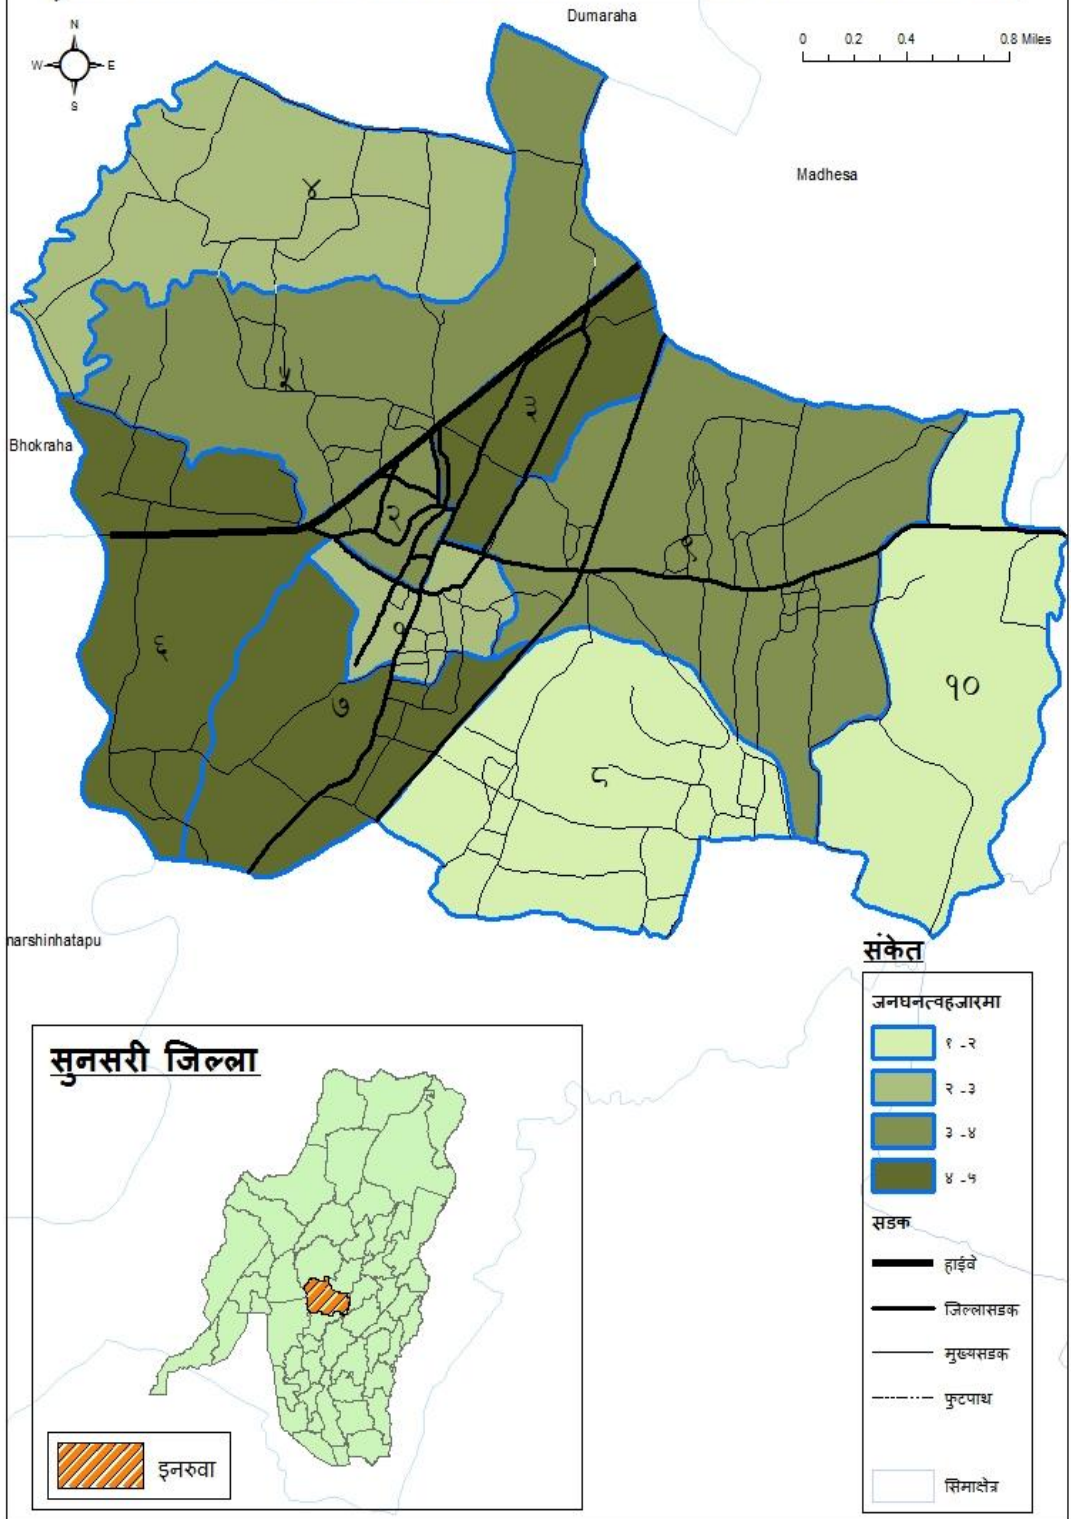 Dumaraha
N
W E
S
0 0.2 0.4 0.8 Miles
Madhesa
४
५
३
Bhokraha
२
९
१
६
७
१०
८
narshinhatapu
संकेत
जनघनत्वहजारमा
१ -२
२ -३
३ -४
४ -५
सडक
हाईवे
जिल्लासडक
मुख्यसडक
फुटपाथ
सिमाक्षेत्र
सुनसरी जिल्ला
इनरुवा